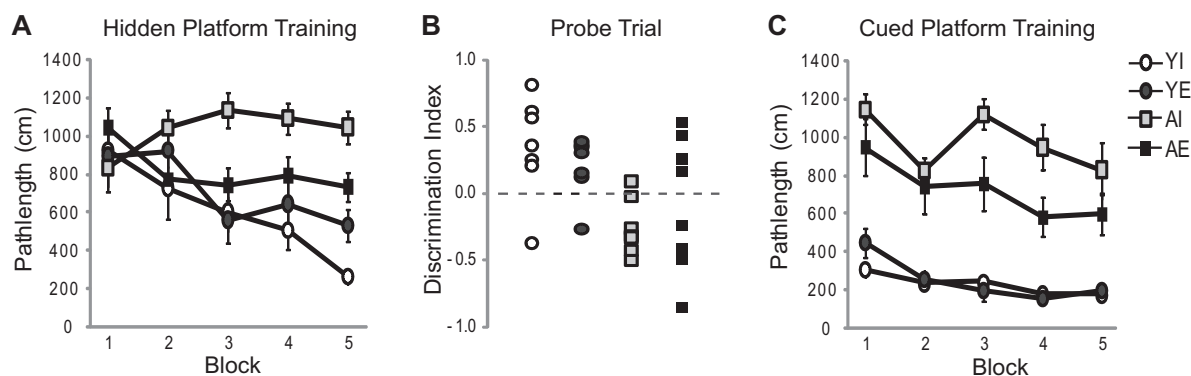 A Hidden Platform Training
Pathlength (cm)
1400
1200
1000
800
600
400
200
0
1 2 3 4 5
Block
B Probe Trial
Discrimination Index
1.0
0.5
0.0
-0.5
-1.0
C Cued Platform Training
Pathlength (cm)
1400
1200
1000
800
600
400
200
0
1 2 3 4 5
Block
YI
YE
AI
AE